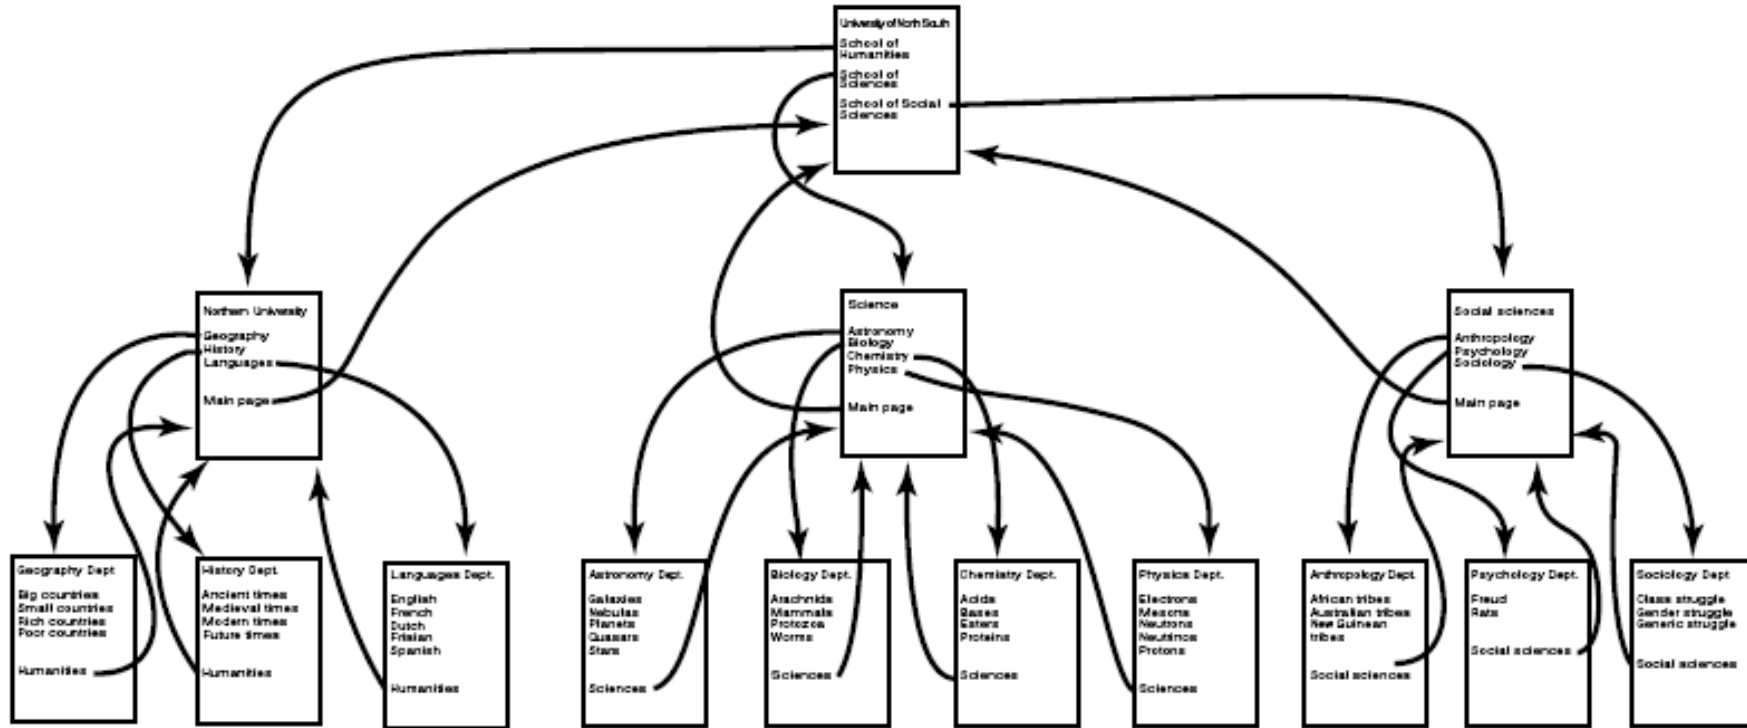 University of North South
School of
Humanities
School of
Sciences
School of Social
Sciences
Northern University
Geography
History
Languages
Main page
Science
Astronomy
Biology
Chemistry
Physics
Main page
Social sciences
Anthropology
Psychology
Sociology
Main page
Geography Dept
Big countries
Small countries
Rich countries
Poor countries
Humanities
History Dept.
Ancient times
Medieval times
Modern times
Future times
Humanities
Languages Dept.
English
French
Dutch
Frisian
Spanish
Humanities
Astronomy Dept.
Galaxies
Nebulas
Planets
Quasars
Stars
Sciences
Biology Dept.
Arachnids
Mammals
Protozoa
Worms
Sciences
Chemistry Dept.
Acids
Bases
Esters
Proteins
Sciences
Physics Dept.
Electrons
Mesons
Neutrons
Neutrinos
Protons
Sciences
Anthropology Dept.
African tribes
Australian tribes
New Guinean
tribes
Social sciences
Psychology Dept.
Freud
Rats
Social sciences
Sociology Dept
Class struggle
Gender struggle
Generic struggle
Social sciences